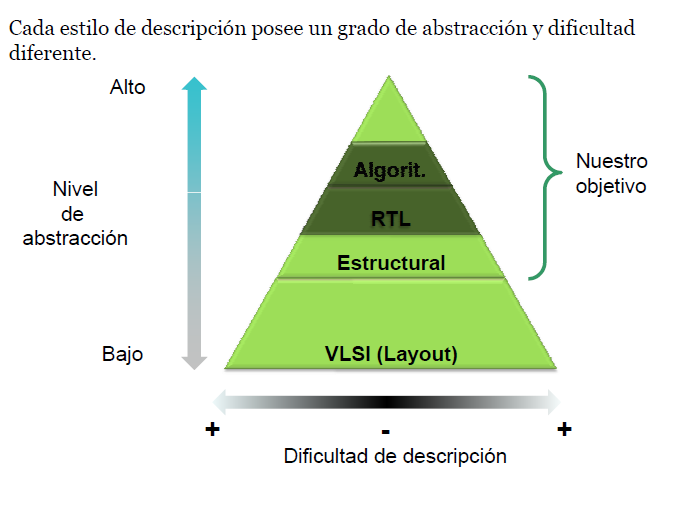 Cada estilo de descripción posee un grado de abstracción y dificultad
diferente.
Alto
Nivel
de
abstracción
Bajo
Algorit.
RTL
Estructural
VLSI (Layout)
Nuestro
objetivo
+ - +
Dificultad de descripción